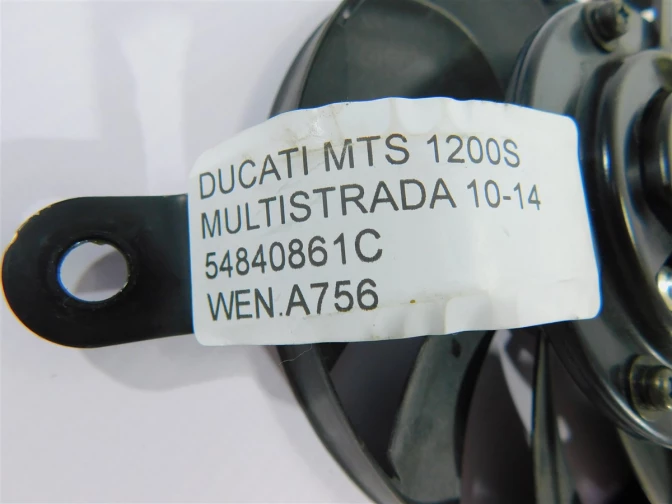 DUCATI MTS 1200S
MULTISTRADA 10-14
54840861C
WEN.A756